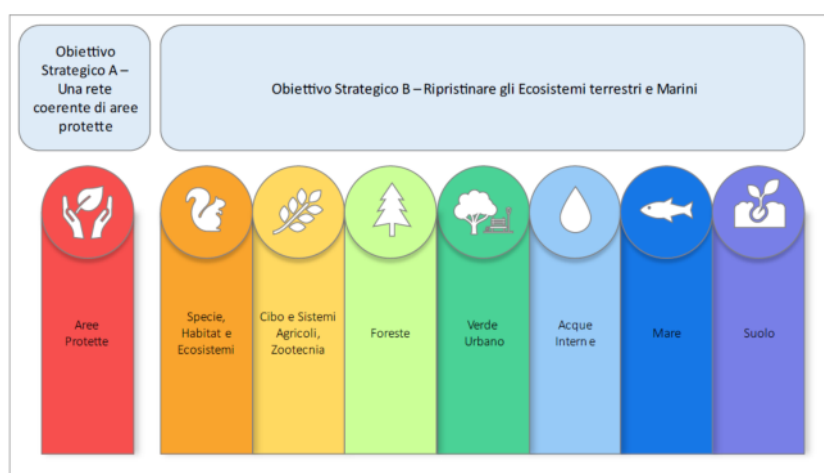 Obiettivo
Strategico A –
Una rete
coerente di aree
protette
Obiettivo Strategico B – Ripristinare gli Ecosistemi terrestri e Marini
Aree
Protette
Specie,
Habitat e
Ecosistemi
Cibo e Sistemi
Agricoli,
Zootecnia
Foreste
Verde
Urbano
Acque
Interne
Mare
Suolo